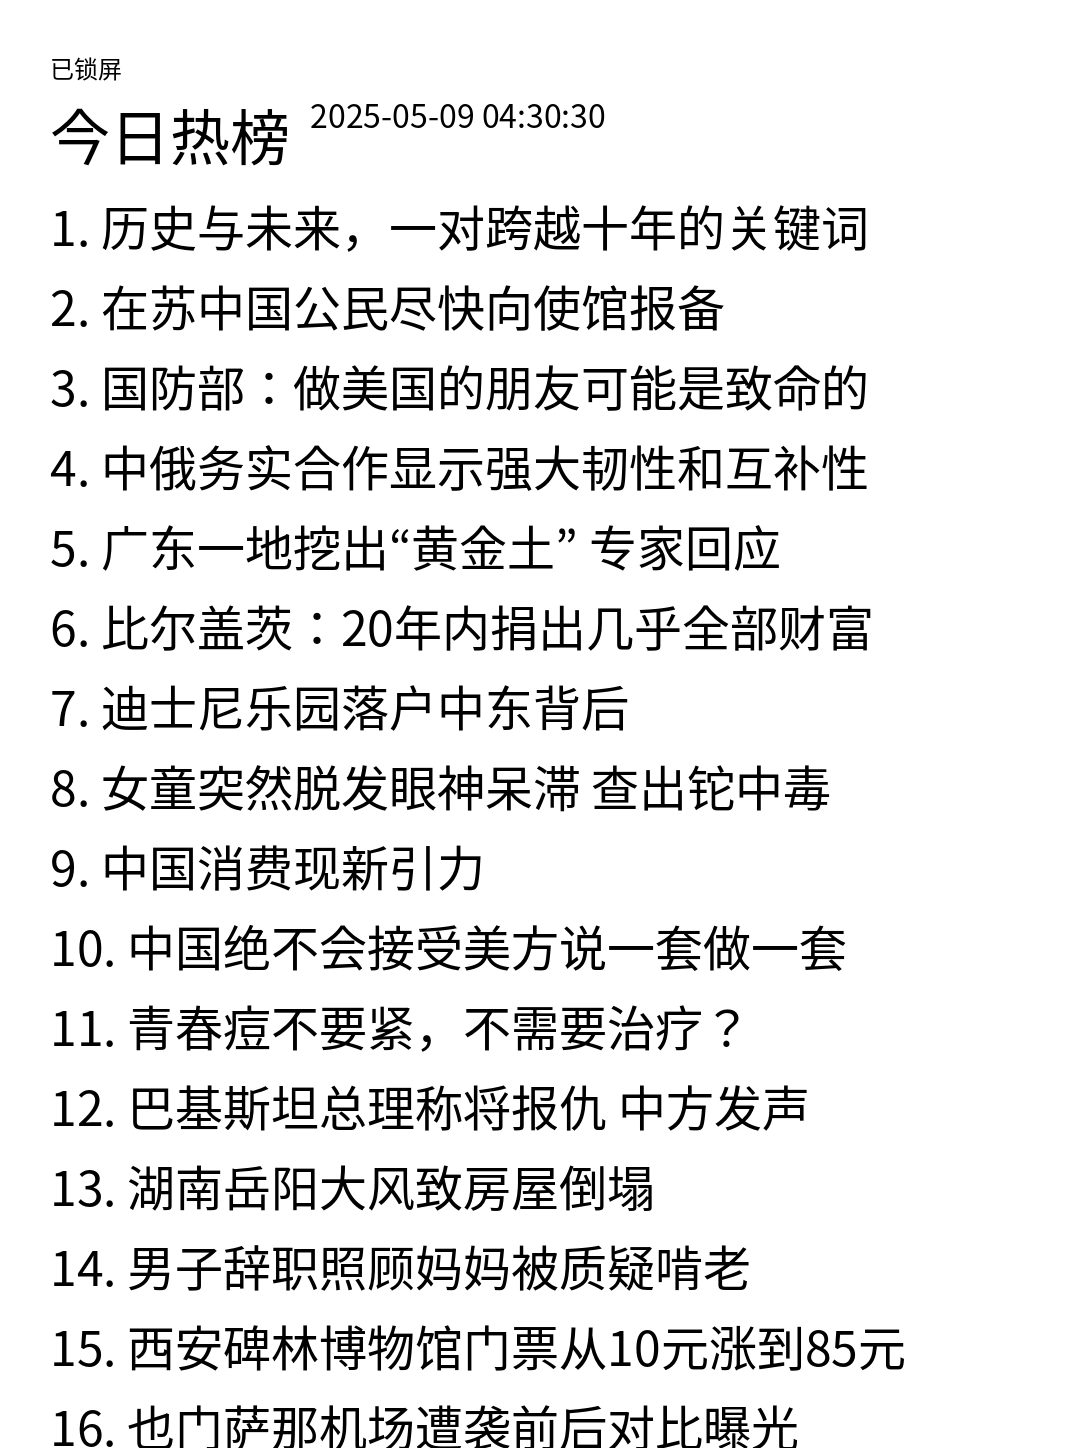 已锁屏
今日热榜 2025-05-09 04:30:30
1. 历史与未来，一对跨越十年的关键词
2. 在苏中国公民尽快向使馆报备
3. 国防部：做美国的朋友可能是致命的
4. 中俄务实合作显示强大韧性和互补性
5. 广东一地挖出“黄金土” 专家回应
6. 比尔盖茨：20年内捐出几乎全部财富
7. 迪士尼乐园落户中东背后
8. 女童突然脱发眼神呆滞 查出铊中毒
9. 中国消费现新引力
10. 中国绝不会接受美方说一套做一套
11. 青春痘不要紧，不需要治疗？
12. 巴基斯坦总理称将报仇 中方发声
13. 湖南岳阳大风致房屋倒塌
14. 男子辞职照顾妈妈被质疑啃老
15. 西安碑林博物馆门票从10元涨到85元
16. 也门萨那机场遭袭前后对比曝光